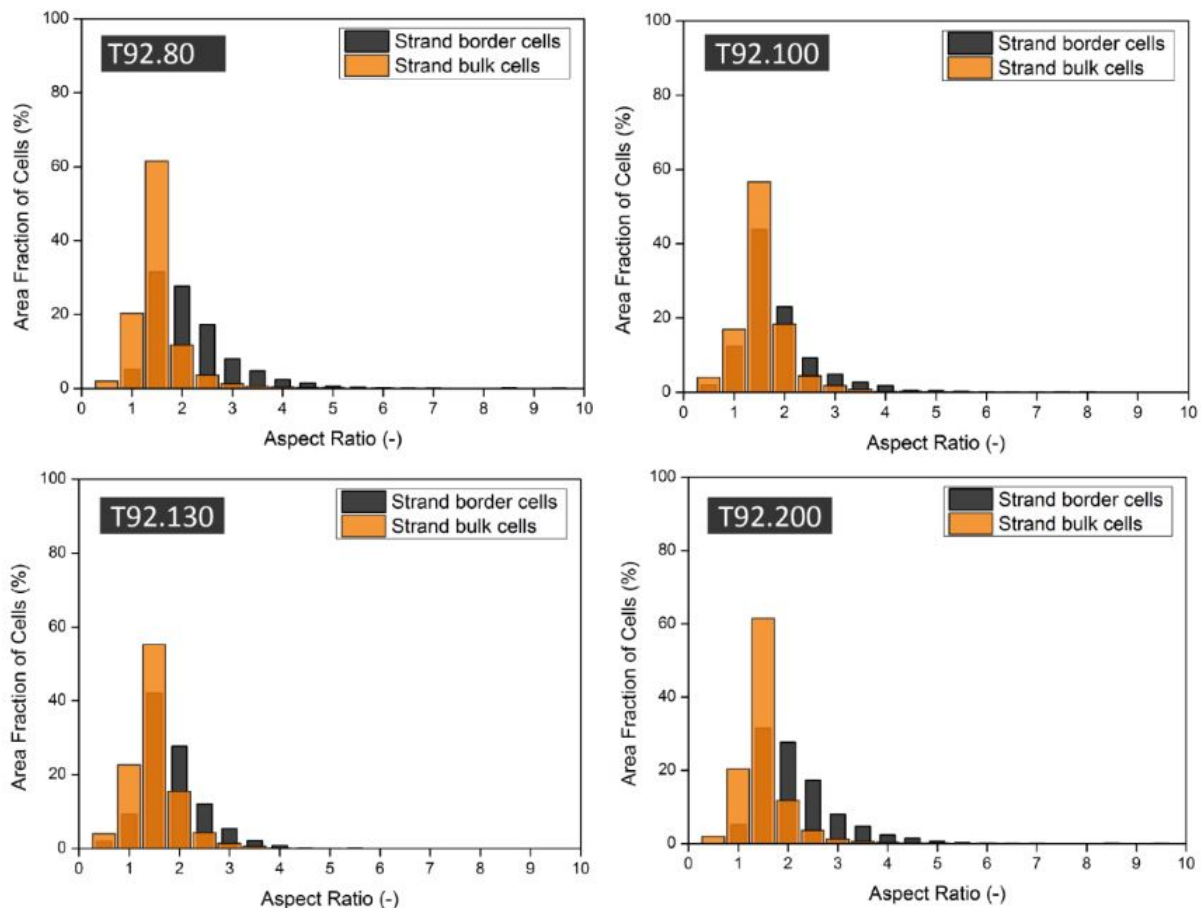 T92.80
Strand border cells
Strand bulk cells
Area Fraction of Cells (%)
100
80
60
40
20
0
0 1 2 3 4 5 6 7 8 9 10
Aspect Ratio (-)
T92.100
Strand border cells
Strand bulk cells
Area Fraction of Cells (%)
100
80
60
40
20
0
0 1 2 3 4 5 6 7 8 9 10
Aspect Ratio (-)
T92.130
Strand border cells
Strand bulk cells
Area Fraction of Cells (%)
100
80
60
40
20
0
0 1 2 3 4 5 6 7 8 9 10
Aspect Ratio (-)
T92.200
Strand border cells
Strand bulk cells
Area Fraction of Cells (%)
100
80
60
40
20
0
0 1 2 3 4 5 6 7 8 9 10
Aspect Ratio (-)